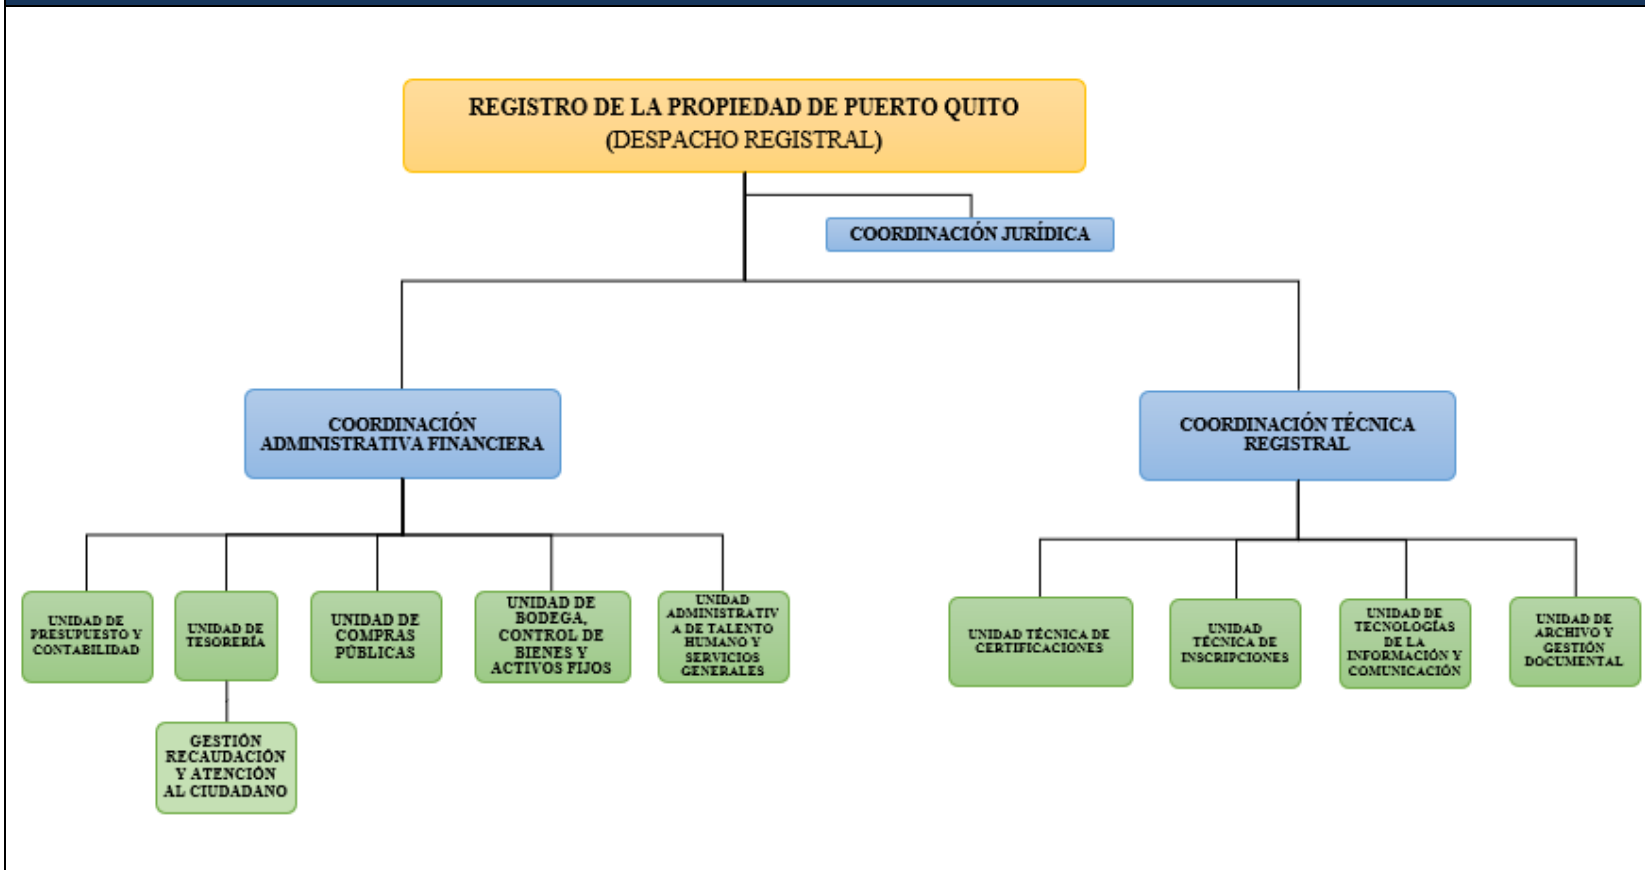 REGISTRO DE LA PROPIEDAD DE PUERTO QUITO
(DESPACHO REGISTRAL)
COORDINACIÓN JURÍDICA
COORDINACIÓN
ADMINISTRATIVA FINANCIERA
COORDINACIÓN TÉCNICA
REGISTRAL
UNIDAD DE
PRESUPUESTO Y
CONTABILIDAD
UNIDAD DE
TESORERÍA
UNIDAD DE
COMPRAS
PÚBLICAS
UNIDAD DE
BODEGA,
CONTROL DE
BIENES Y
ACTIVOS FIJOS
UNIDAD
ADMINISTRATIV
A DE TALENTO
HUMANO Y
SERVICIOS
GENERALES
UNIDAD TÉCNICA DE
CERTIFICACIONES
UNIDAD
TÉCNICA DE
INSCRIPCIONES
UNIDAD DE
TECNOLOGÍAS
DE LA
INFORMACIÓN Y
COMUNICACIÓN
UNIDAD DE
ARCHIVO Y
GESTIÓN
DOCUMENTAL
GESTIÓN
RECAUDACIÓN
Y ATENCIÓN
AL CIUDADANO